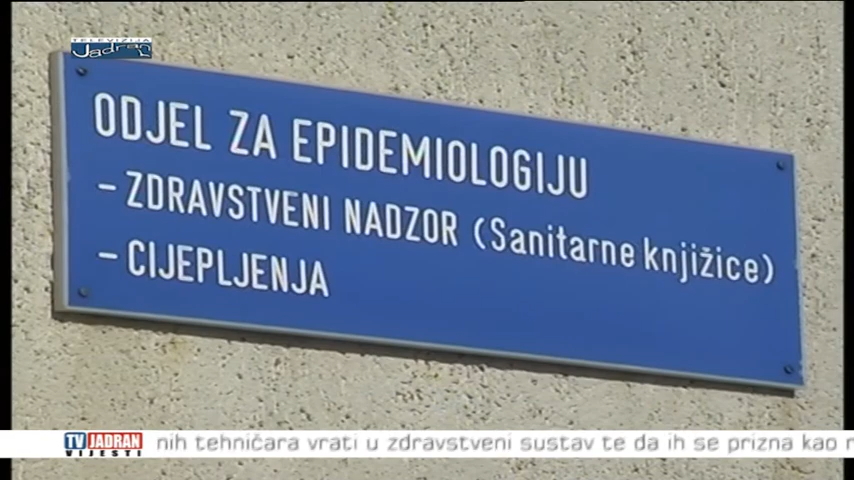 TELEVIZIJA
Jadran
ODJEL ZA EPIDEMIOLOGIJU
– ZDRAVSTVENI NADZOR (Sanitarne knjižice)
– CIJEPLJENJA
TV JADRAN
VIJESTI
nih tehničara vrati u zdravstveni sustav te da ih se prizna kao